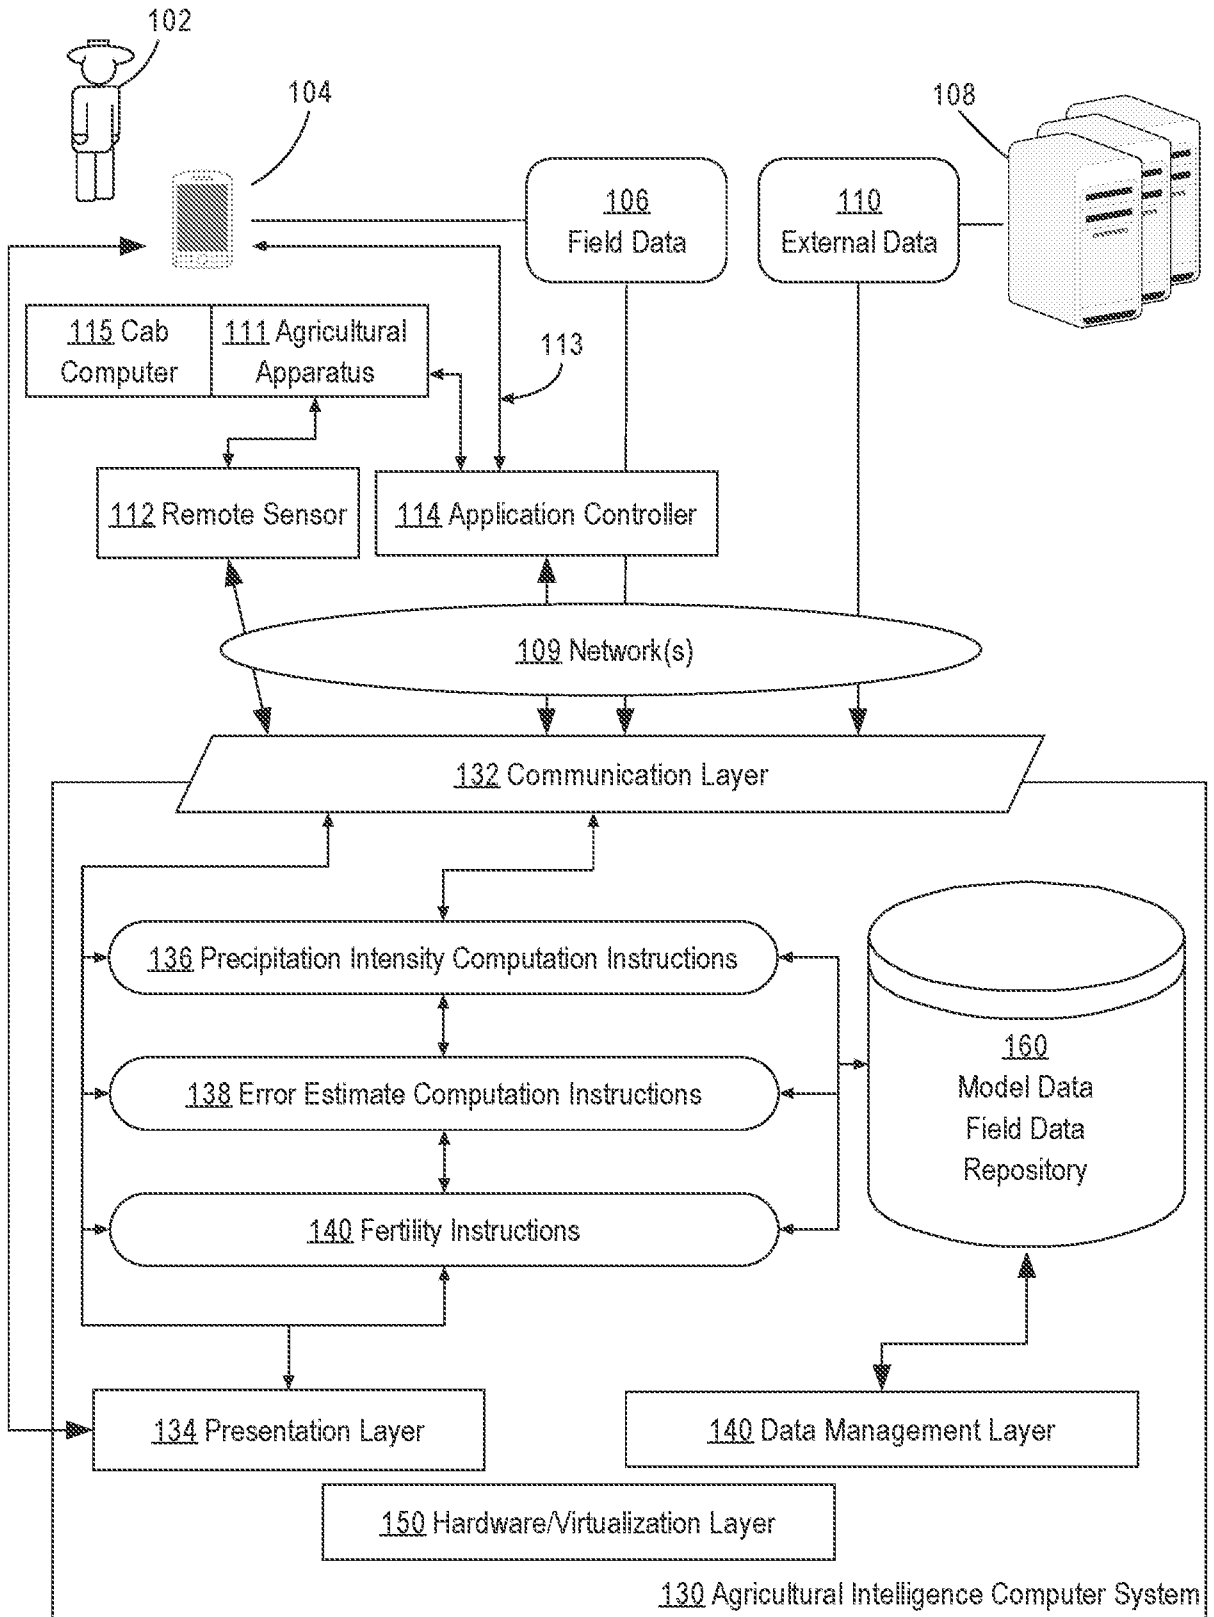 102
104
108
106
Field Data
110
External Data
115 Cab
Computer
111 Agricultural
Apparatus
113
112 Remote Sensor
114 Application Controller
109 Network(s)
132 Communication Layer
136 Precipitation Intensity Computation Instructions
138 Error Estimate Computation Instructions
140 Fertility Instructions
160
Model Data
Field Data
Repository
134 Presentation Layer
140 Data Management Layer
150 Hardware/Virtualization Layer
130 Agricultural Intelligence Computer System